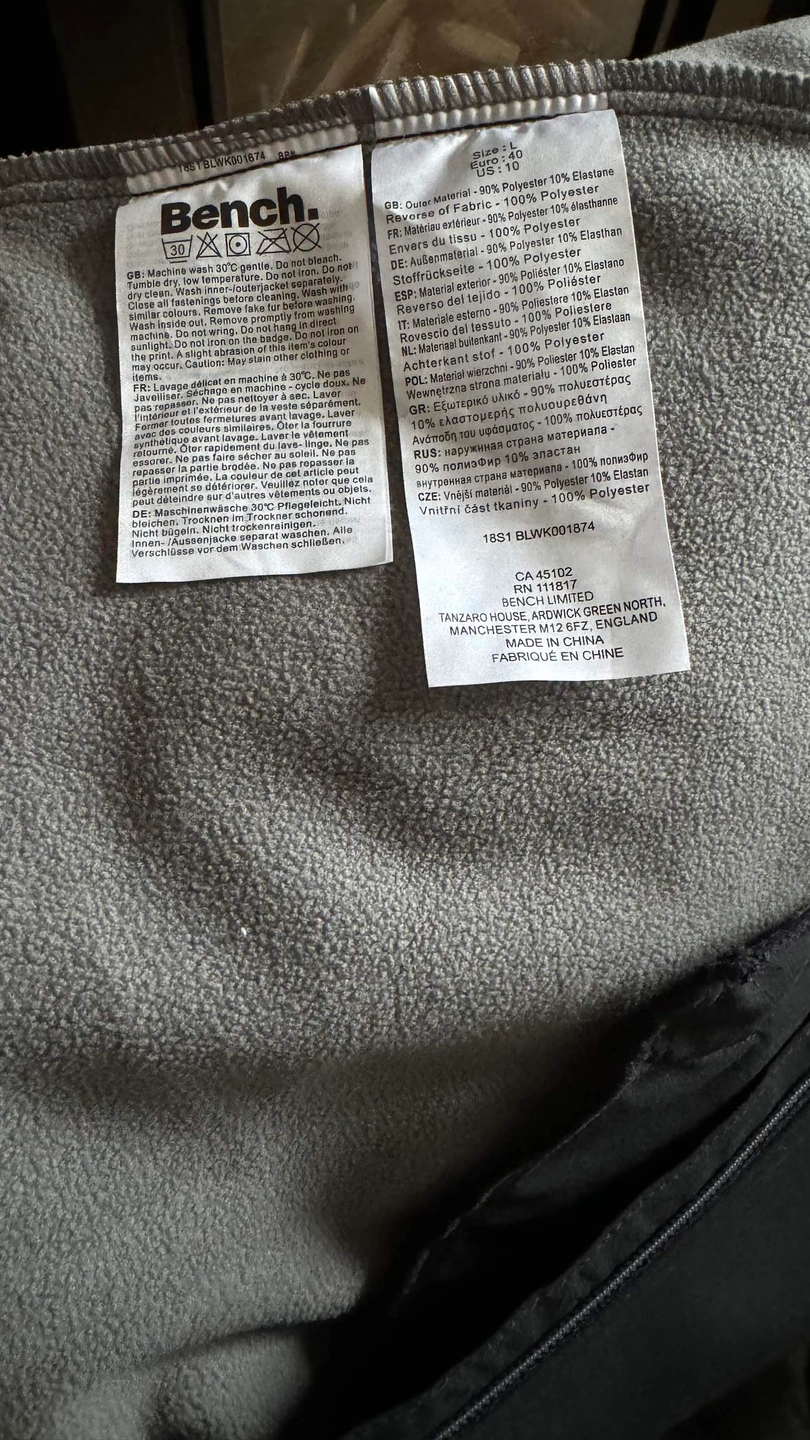 18S1 BLWK001874
Bench.
30
GB: Machine wash 30°C gentle. Do not bleach.
Tumble dry, low temperature. Do not iron. Do not
dry clean. Wash inner-/outerjacket separately.
Close all fastenings before cleaning. Wash with
similar colours. Remove fake fur before washing.
Wash inside out. Remove promptly from washing
machine. Do not wring. Do not hang in direct
sunlight. Do not iron on the badge. Do not iron on
the print. A slight abrasion of this item's colour
may occur. Caution: May stain other clothing or
items.
FR: Lavage délicat en machine à 30°C. Ne pas
Javelliser. Séchage en machine - cycle doux. Ne
pas repasser. Ne pas nettoyer à sec. Laver
l'intérieur et l'extérieur de la veste séparément.
Former toutes fermetures avant lavage. Laver
avec des couleurs similaires. Ôter la fourrure
synthétique avant lavage. Laver le vêtement
retourné. Ôter rapidement du lave- linge. Ne pas
essorer. Ne pas faire sécher au soleil. Ne pas
repasser la partie brodée. Ne pas repasser la
partie imprimée. La couleur de cet article peut
légèrement se détériorer. Veuillez noter que cela
peut déteindre sur d'autres vêtements ou objets.
DE: Maschinenwäsche 30°C Pflegeleicht. Nicht
bleichen. Trocknen im Trockner schonend.
Nicht bügeln. Nicht trockenreinigen.
Innen- /Aussenjacke separat waschen. Alle
Verschlüsse vor dem Waschen schließen.
Size : L
Euro : 40
US : 10
GB: Outer Material - 90% Polyester 10% Elastane
Reverse of Fabric - 100% Polyester
FR: Matériau extérieur - 90% Polyester 10% élasthanne
Envers du tissu - 100% Polyester
DE: Außenmaterial - 90% Polyester 10% Elasthan
Stoffrückseite - 100% Polyester
ESP: Material exterior - 90% Poliéster 10% Elastano
Reverso del tejido - 100% Poliéster
IT: Materiale esterno - 90% Poliestere 10% Elastan
Rovescio del tessuto - 100% Poliestere
NL: Materiaal buitenkant - 90% Polyester 10% Elastaan
Achterkant stof - 100% Polyester
POL: Materiał wierzchni - 90% Poliester 10% Elastan
Wewnętrzna strona materiału - 100% Poliester
GR: Εξωτερικό υλικό - 90% πολυεστέρας
10% ελαστομερής πολυουρεθάνη
Ανάποδη του υφάσματος - 100% πολυεστέρας
RUS: наружиная страна материала -
90% полиэФир 10% эластан
внутренная страна материала - 100% полиэФир
CZE: Vnější materiál - 90% Polyester 10% Elastan
Vnitřní část tkaniny - 100% Polyester
18S1 BLWK001874
CA 45102
RN 111817
BENCH LIMITED
TANZARO HOUSE, ARDWICK GREEN NORTH,
MANCHESTER M12 6FZ, ENGLAND
MADE IN CHINA
FABRIQUÉ EN CHINE